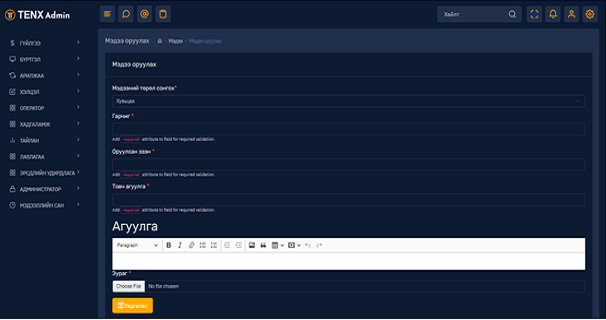 TENX Admin
Хайлт
ГҮЙЛГЭЭ
БҮРТГЭЛ
АРИЛЖАА
ХЭЛЦЭЛ
ОПЕРАТОР
ХАДГАЛАМЖ
ТАЙЛАН
ЛАВЛАГАА
ЭРСДЛИЙН УДИРДЛАГА
АДМИНИСТРАТОР
МЭДЭЭЛЛИЙН САН
Мэдээ оруулах Мэдээ Мэдээ оруулах
Мэдээ оруулах
Мэдээний төрөл сонгох*
Хувьцаа
Гарчиг *
Add required attribute to field for required validation.
Оруулсан эзэн *
Add required attribute to field for required validation.
Товч агуулга *
Add required attribute to field for required validation.
Агуулга
Paragraph B I
Зураг *
Choose File No file chosen
Хадгалах